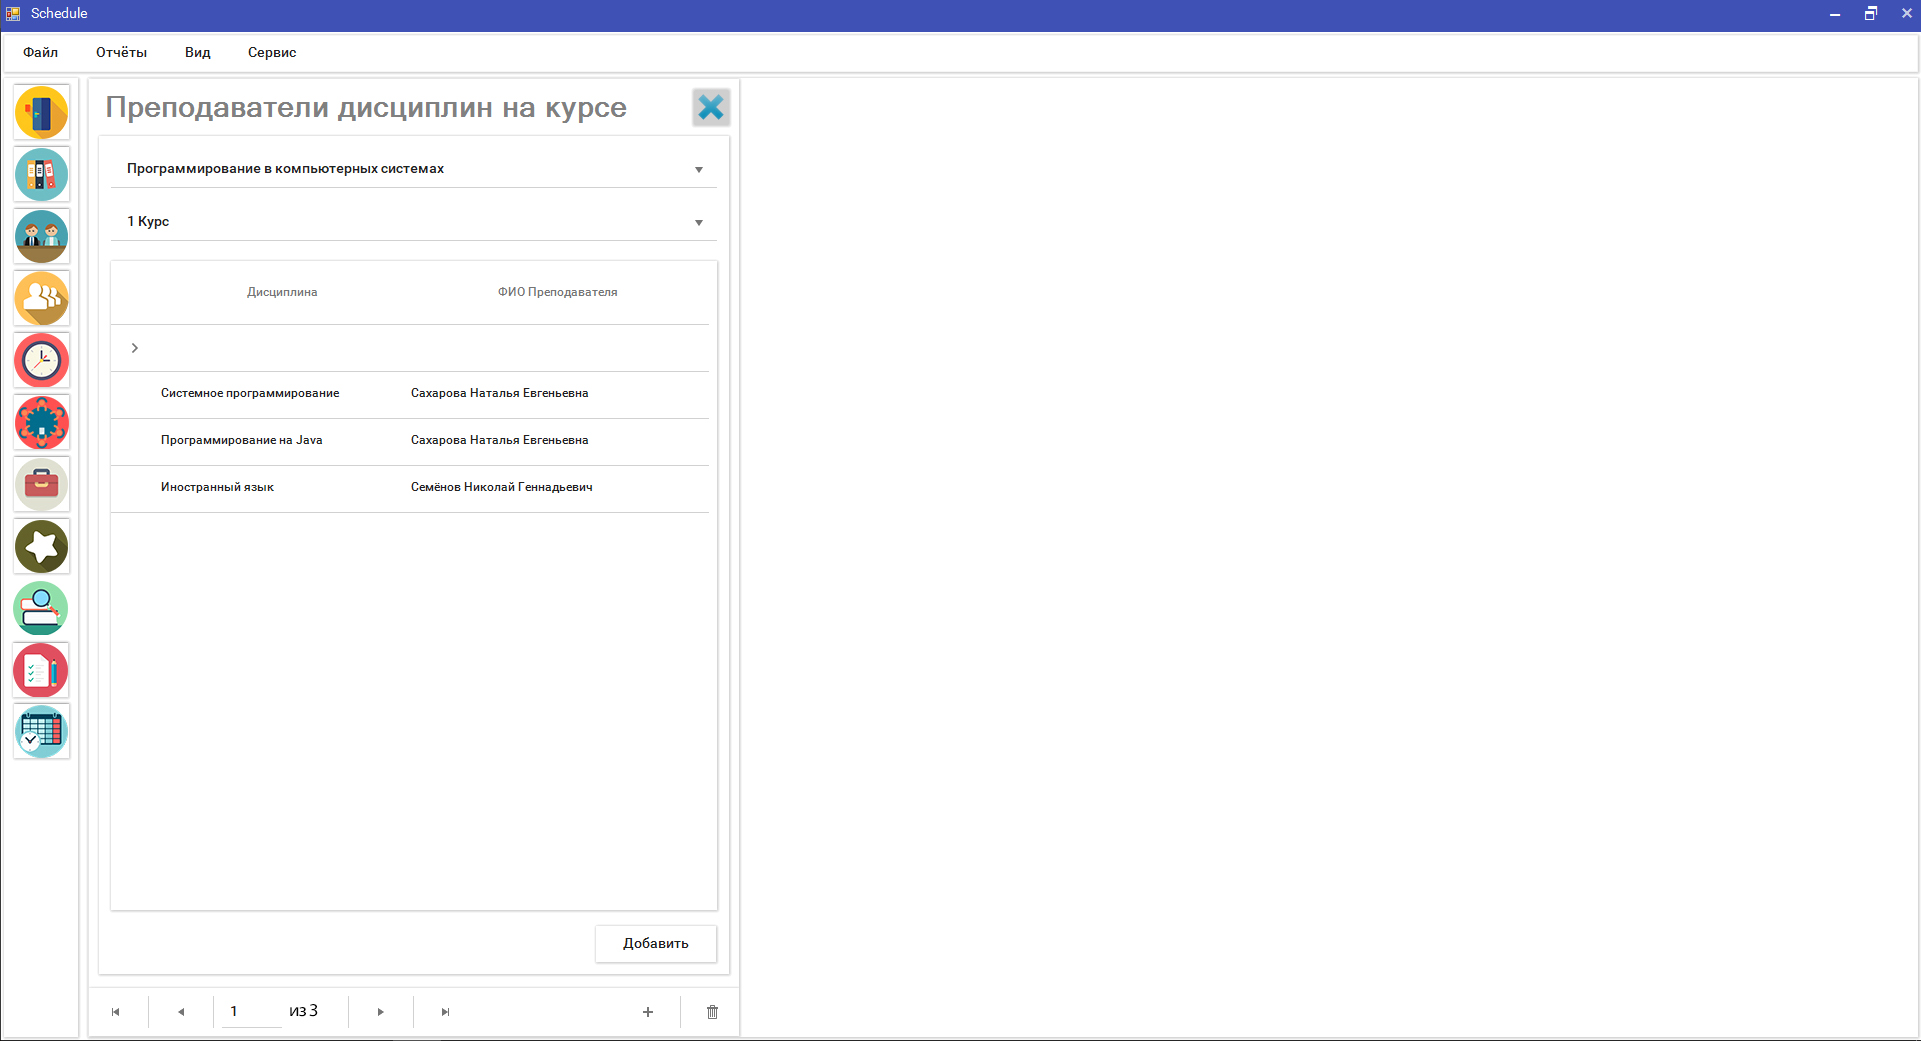 Schedule
Файл Отчёты Вид Сервис
Преподаватели дисциплин на курсе
Программирование в компьютерных системах
1 Курс
Дисциплина ФИО Преподавателя
Системное программирование Сахарова Наталья Евгеньевна
Программирование на Java Сахарова Наталья Евгеньевна
Иностранный язык Семёнов Николай Геннадьевич
Добавить
1 из 3